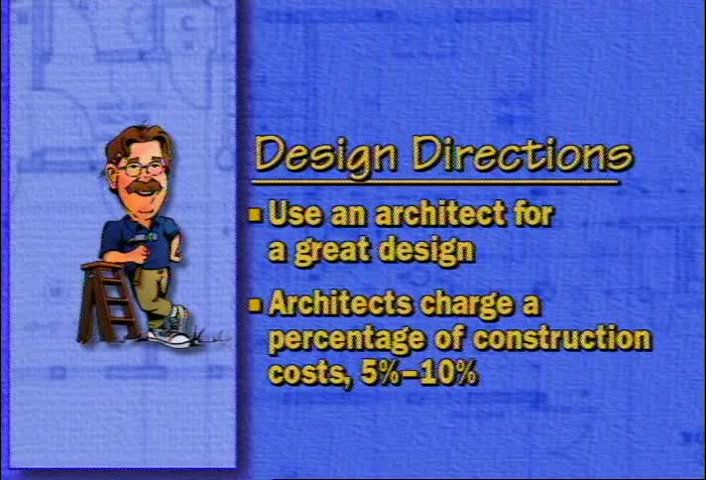 Design Directions
Use an architect for
a great design
Architects charge a
percentage of construction
costs, 5%–10%